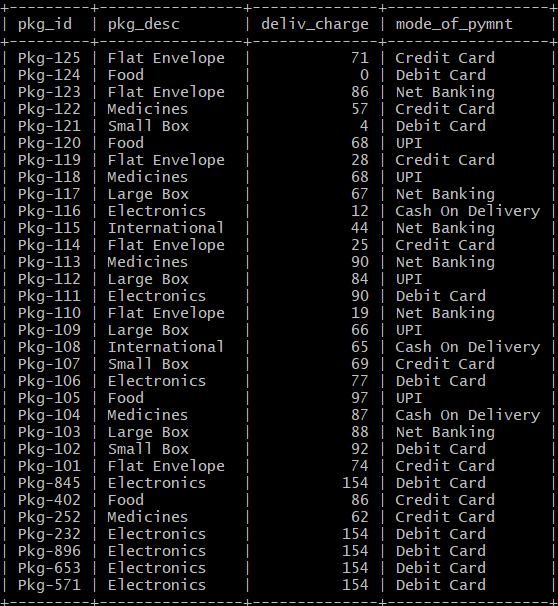 +---------+----------------+--------------+------------------+
| pkg_id | pkg_desc | deliv_charge | mode_of_pymnt |
+---------+----------------+--------------+------------------+
| Pkg-125 | Flat Envelope | 71 | Credit Card |
| Pkg-124 | Food | 0 | Debit Card |
| Pkg-123 | Flat Envelope | 86 | Net Banking |
| Pkg-122 | Medicines | 57 | Credit Card |
| Pkg-121 | Small Box | 4 | Debit Card |
| Pkg-120 | Food | 68 | UPI |
| Pkg-119 | Flat Envelope | 28 | Credit Card |
| Pkg-118 | Medicines | 68 | UPI |
| Pkg-117 | Large Box | 67 | Net Banking |
| Pkg-116 | Electronics | 12 | Cash On Delivery |
| Pkg-115 | International | 44 | Net Banking |
| Pkg-114 | Flat Envelope | 25 | Credit Card |
| Pkg-113 | Medicines | 90 | Net Banking |
| Pkg-112 | Large Box | 84 | UPI |
| Pkg-111 | Electronics | 90 | Debit Card |
| Pkg-110 | Flat Envelope | 19 | Net Banking |
| Pkg-109 | Large Box | 66 | UPI |
| Pkg-108 | International | 65 | Cash On Delivery |
| Pkg-107 | Small Box | 69 | Credit Card |
| Pkg-106 | Electronics | 77 | Debit Card |
| Pkg-105 | Food | 97 | UPI |
| Pkg-104 | Medicines | 87 | Cash On Delivery |
| Pkg-103 | Large Box | 88 | Net Banking |
| Pkg-102 | Small Box | 92 | Debit Card |
| Pkg-101 | Flat Envelope | 74 | Credit Card |
| Pkg-845 | Electronics | 154 | Debit Card |
| Pkg-402 | Food | 86 | Credit Card |
| Pkg-252 | Medicines | 62 | Credit Card |
| Pkg-232 | Electronics | 154 | Debit Card |
| Pkg-896 | Electronics | 154 | Debit Card |
| Pkg-653 | Electronics | 154 | Debit Card |
| Pkg-571 | Electronics | 154 | Debit Card |
+---------+----------------+--------------+------------------+